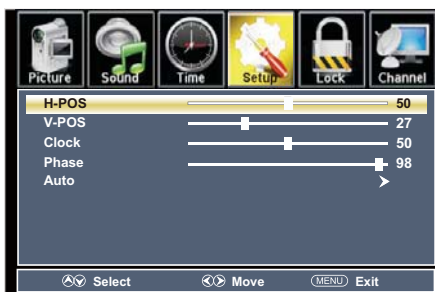 Picture Sound Time Setup Lock Channel
H-POS 50
V-POS 27
Clock 50
Phase 98
Auto
Select Move MENU Exit